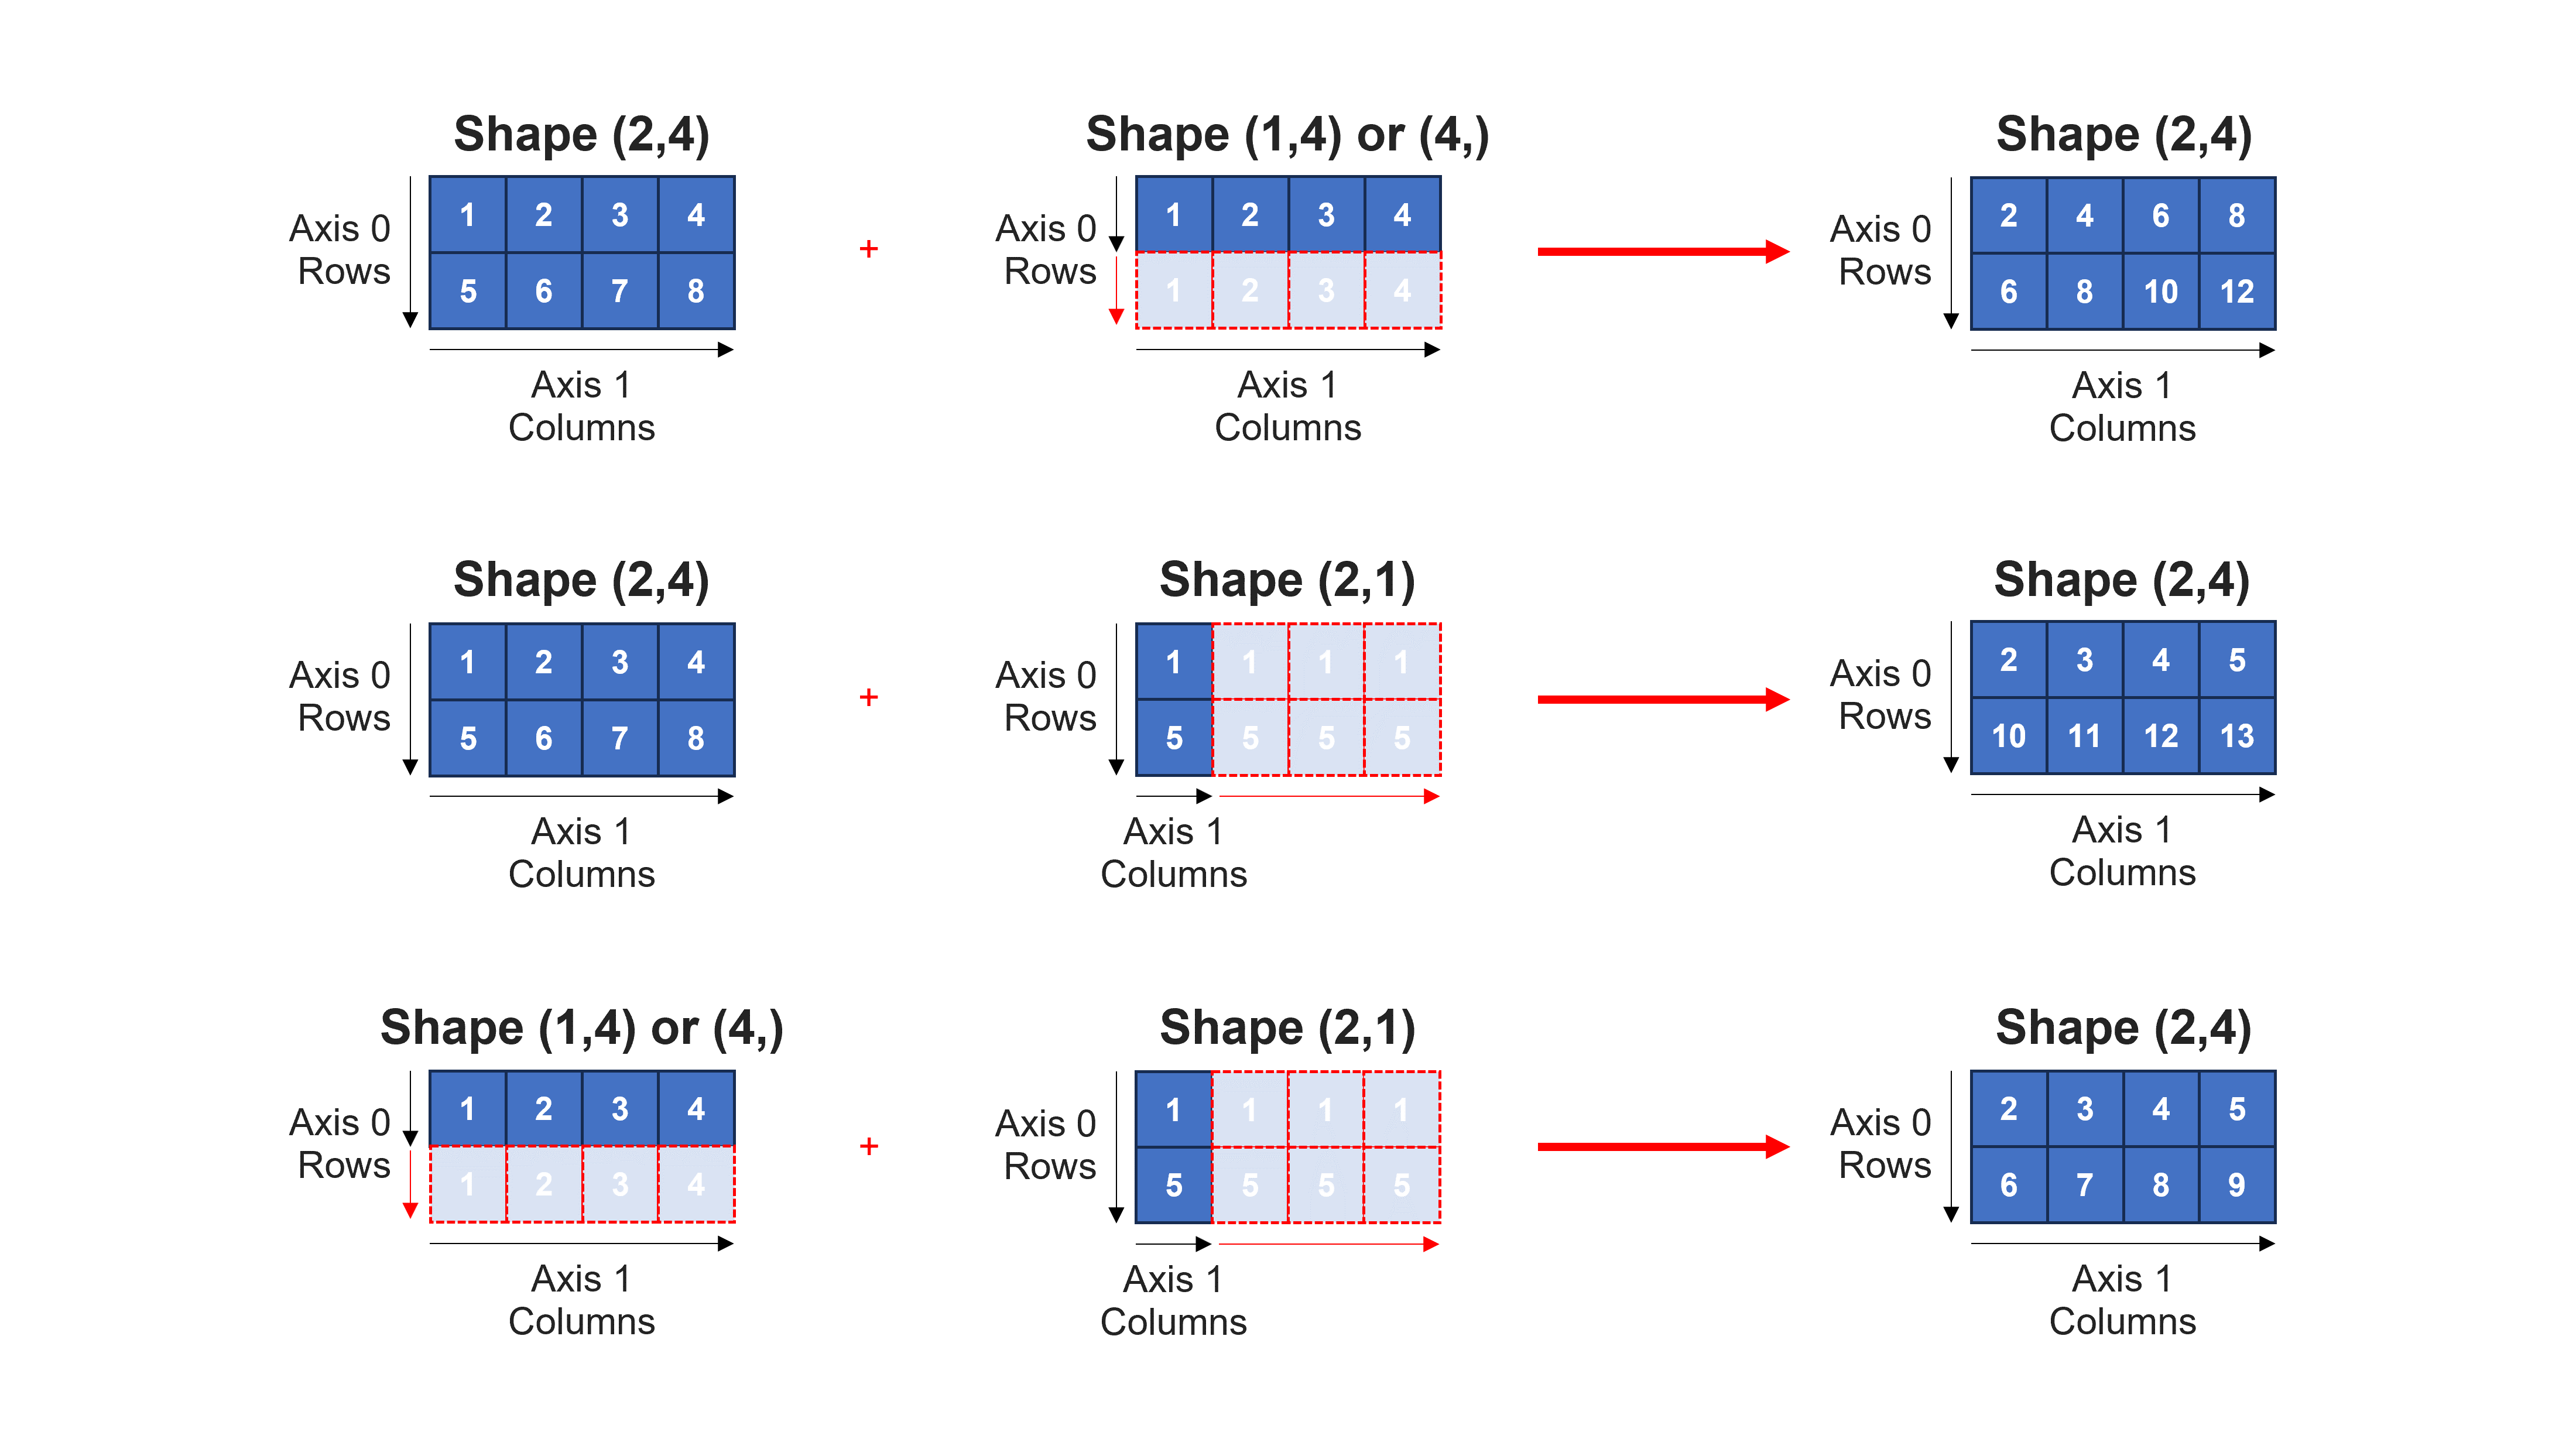 Shape (2,4)
Shape (1,4) or (4,)
Shape (2,4)
Axis 0
Rows
1 2 3 4
5 6 7 8
Axis 1
Columns
+
Axis 0
Rows
1 2 3 4
1 2 3 4
Axis 1
Columns
Axis 0
Rows
2 4 6 8
6 8 10 12
Axis 1
Columns
Shape (2,4)
Shape (2,1)
Shape (2,4)
Axis 0
Rows
1 2 3 4
5 6 7 8
Axis 1
Columns
+
Axis 0
Rows
1 1 1 1
5 5 5 5
Axis 1
Columns
Axis 0
Rows
2 3 4 5
10 11 12 13
Axis 1
Columns
Shape (1,4) or (4,)
Shape (2,1)
Shape (2,4)
Axis 0
Rows
1 2 3 4
1 2 3 4
Axis 1
Columns
+
Axis 0
Rows
1 1 1 1
5 5 5 5
Axis 1
Columns
Axis 0
Rows
2 3 4 5
6 7 8 9
Axis 1
Columns